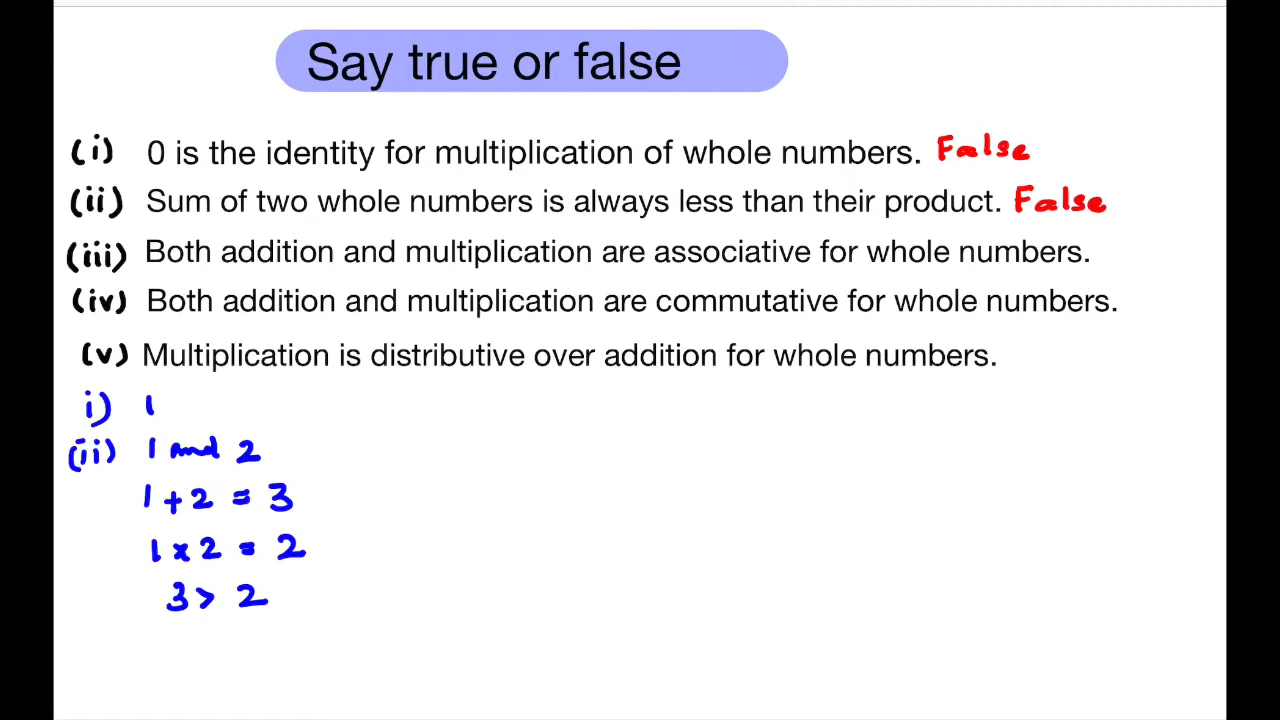 Say true or false
(i) 0 is the identity for multiplication of whole numbers. False
(ii) Sum of two whole numbers is always less than their product. False
(iii) Both addition and multiplication are associative for whole numbers.
(iv) Both addition and multiplication are commutative for whole numbers.
(v) Multiplication is distributive over addition for whole numbers.
i) 1
(ii) 1 and 2
1 + 2 = 3
1 × 2 = 2
3 > 2